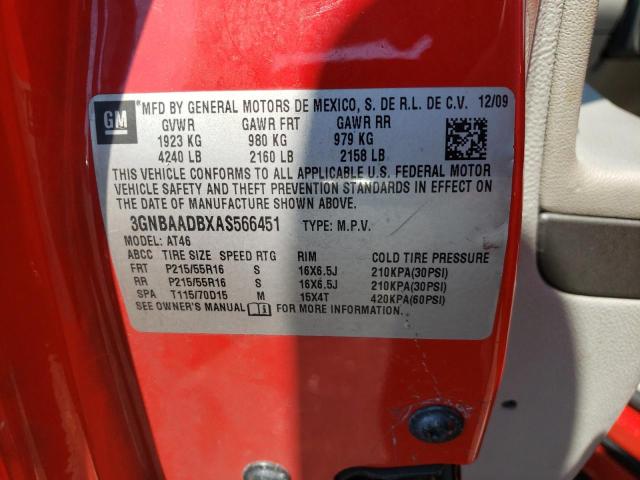 GM *MFD BY GENERAL MOTORS DE MEXICO, S. DE R.L. DE C.V. 12/09
GVWR GAWR FRT GAWR RR
1923 KG 980 KG 979 KG
4240 LB 2160 LB 2158 LB
THIS VEHICLE CONFORMS TO ALL APPLICABLE U.S. FEDERAL MOTOR
VEHICLE SAFETY AND THEFT PREVENTION STANDARDS IN EFFECT ON
THE DATE OF MANUFACTURE SHOWN ABOVE.
3GNBAADBXAS566451 TYPE: M.P.V.
MODEL: AT46
ABCC TIRE SIZE SPEED RTG RIM COLD TIRE PRESSURE
FRT P215/55R16 S 16X6.5J 210KPA(30PSI)
RR P215/55R16 S 16X6.5J 210KPA(30PSI)
SPA T115/70D15 M 15X4T 420KPA(60PSI)
SEE OWNER'S MANUAL FOR MORE INFORMATION.